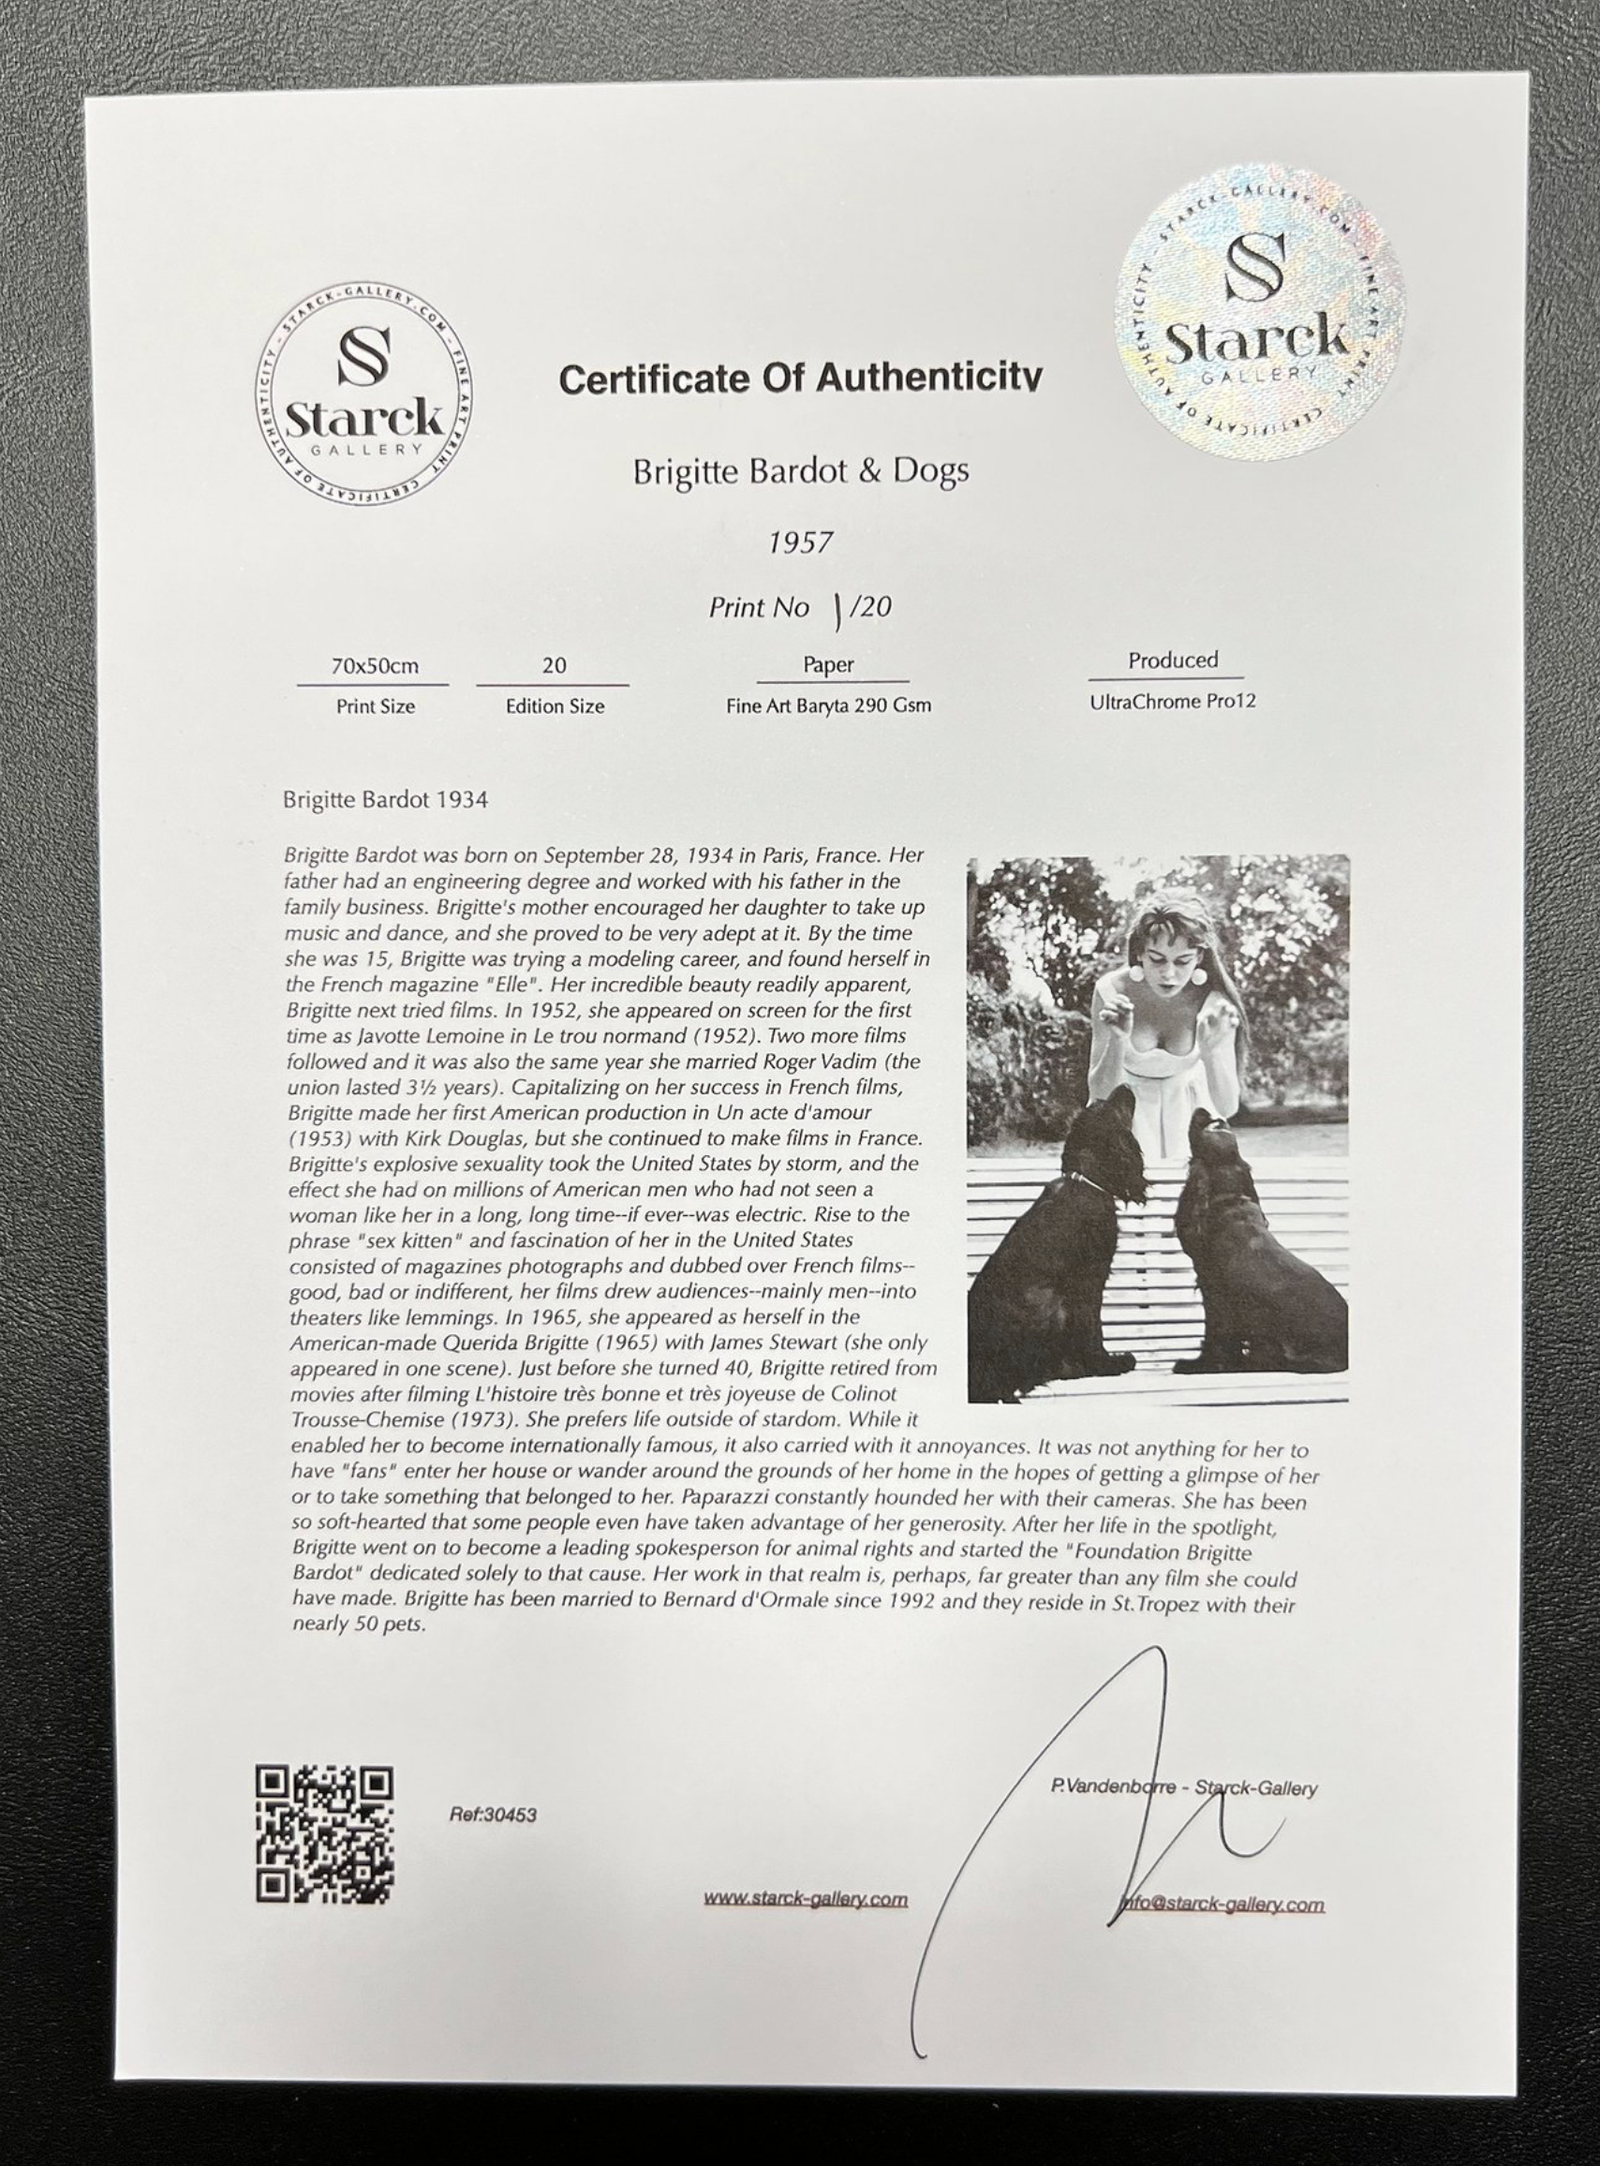 STARCK-GALLERY.COM - FINE ART PRINT CERTIFICATE OF AUTHENTICITY -
S
Starck
GALLERY
STARCK-GALLERY.COM - FINE ART PRINT CERTIFICATE OF AUTHENTICITY -
S
Starck
GALLERY
Certificate Of Authenticity
Brigitte Bardot & Dogs
1957
Print No 1/20
70x50cm 20 Paper Produced
Print Size Edition Size Fine Art Baryta 290 Gsm UltraChrome Pro12
Brigitte Bardot 1934
Brigitte Bardot was born on September 28, 1934 in Paris, France. Her
father had an engineering degree and worked with his father in the
family business. Brigitte's mother encouraged her daughter to take up
music and dance, and she proved to be very adept at it. By the time
she was 15, Brigitte was trying a modeling career, and found herself in
the French magazine "Elle". Her incredible beauty readily apparent,
Brigitte next tried films. In 1952, she appeared on screen for the first
time as Javotte Lemoine in Le trou normand (1952). Two more films
followed and it was also the same year she married Roger Vadim (the
union lasted 3½ years). Capitalizing on her success in French films,
Brigitte made her first American production in Un acte d'amour
(1953) with Kirk Douglas, but she continued to make films in France.
Brigitte's explosive sexuality took the United States by storm, and the
effect she had on millions of American men who had not seen a
woman like her in a long, long time--if ever--was electric. Rise to the
phrase "sex kitten" and fascination of her in the United States
consisted of magazines photographs and dubbed over French films--
good, bad or indifferent, her films drew audiences--mainly men--into
theaters like lemmings. In 1965, she appeared as herself in the
American-made Querida Brigitte (1965) with James Stewart (she only
appeared in one scene). Just before she turned 40, Brigitte retired from
movies after filming L'histoire très bonne et très joyeuse de Colinot
Trousse-Chemise (1973). She prefers life outside of stardom. While it
enabled her to become internationally famous, it also carried with it annoyances. It was not anything for her to
have "fans" enter her house or wander around the grounds of her home in the hopes of getting a glimpse of her
or to take something that belonged to her. Paparazzi constantly hounded her with their cameras. She has been
so soft-hearted that some people even have taken advantage of her generosity. After her life in the spotlight,
Brigitte went on to become a leading spokesperson for animal rights and started the "Foundation Brigitte
Bardot" dedicated solely to that cause. Her work in that realm is, perhaps, far greater than any film she could
have made. Brigitte has been married to Bernard d'Ormale since 1992 and they reside in St.Tropez with their
nearly 50 pets.
P.Vandenborre - Starck-Gallery
Ref:30453
www.starck-gallery.com info@starck-gallery.com